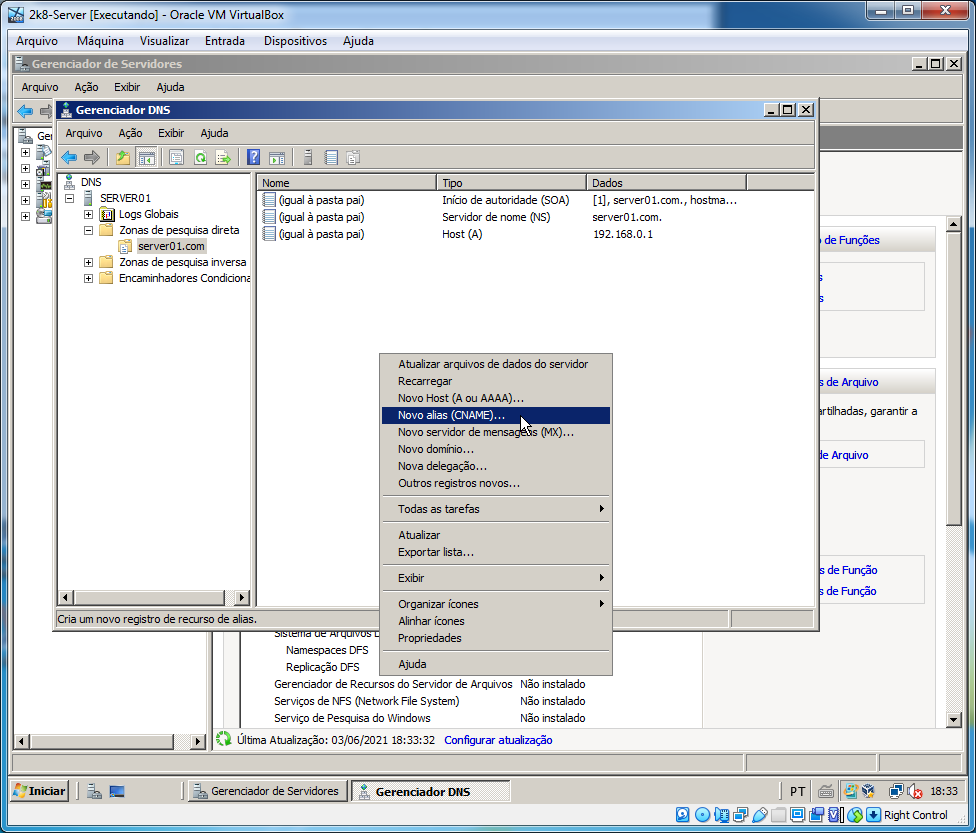 2k8-Server [Executando] - Oracle VM VirtualBox
Arquivo Máquina Visualizar Entrada Dispositivos Ajuda
Gerenciador de Servidores
Arquivo Ação Exibir Ajuda
Gerenciador DNS
Arquivo Ação Exibir Ajuda
DNS
SERVER01
Logs Globais
Zonas de pesquisa direta
server01.com
Zonas de pesquisa inversa
Encaminhadores Condiciona
Nome Tipo Dados
(igual à pasta pai) Início de autoridade (SOA) [1], server01.com., hostma...
(igual à pasta pai) Servidor de nome (NS) server01.com.
(igual à pasta pai) Host (A) 192.168.0.1
Atualizar arquivos de dados do servidor
Recarregar
Novo Host (A ou AAAA)...
Novo alias (CNAME)...
Novo servidor de mensagens (MX)...
Novo domínio...
Nova delegação...
Outros registros novos...
Todas as tarefas
Atualizar
Exportar lista...
Exibir
Organizar ícones
Alinhar ícones
Propriedades
Ajuda
Cria um novo registro de recurso de alias.
Ger
o de Funções
s
s
s de Arquivo
artilhadas, garantir a
de Arquivo
s de Função
s de Função
Sistema de Arquivos D
Namespaces DFS
Replicação DFS
Gerenciador de Recursos do Servidor de Arquivos Não instalado
Serviços de NFS (Network File System) Não instalado
Serviço de Pesquisa do Windows Não instalado
Última Atualização: 03/06/2021 18:33:32 Configurar atualização
Iniciar Gerenciador de Servidores Gerenciador DNS PT 18:33
Right Control